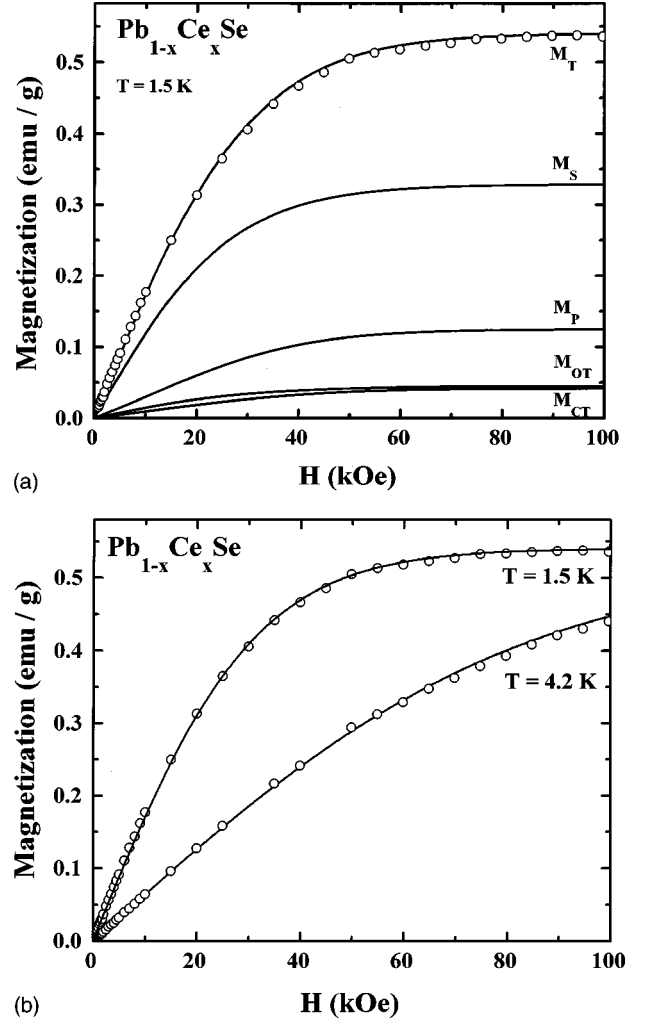 Pb1-xCexSe
T = 1.5 K
MT
MS
MP
MOT
MCT
Magnetization (emu / g)
0.5
0.4
0.3
0.2
0.1
0.0
0 20 40 60 80 100
H (kOe)
(a)
Pb1-xCexSe
T = 1.5 K
T = 4.2 K
Magnetization (emu / g)
0.5
0.4
0.3
0.2
0.1
0.0
0 20 40 60 80 100
H (kOe)
(b)